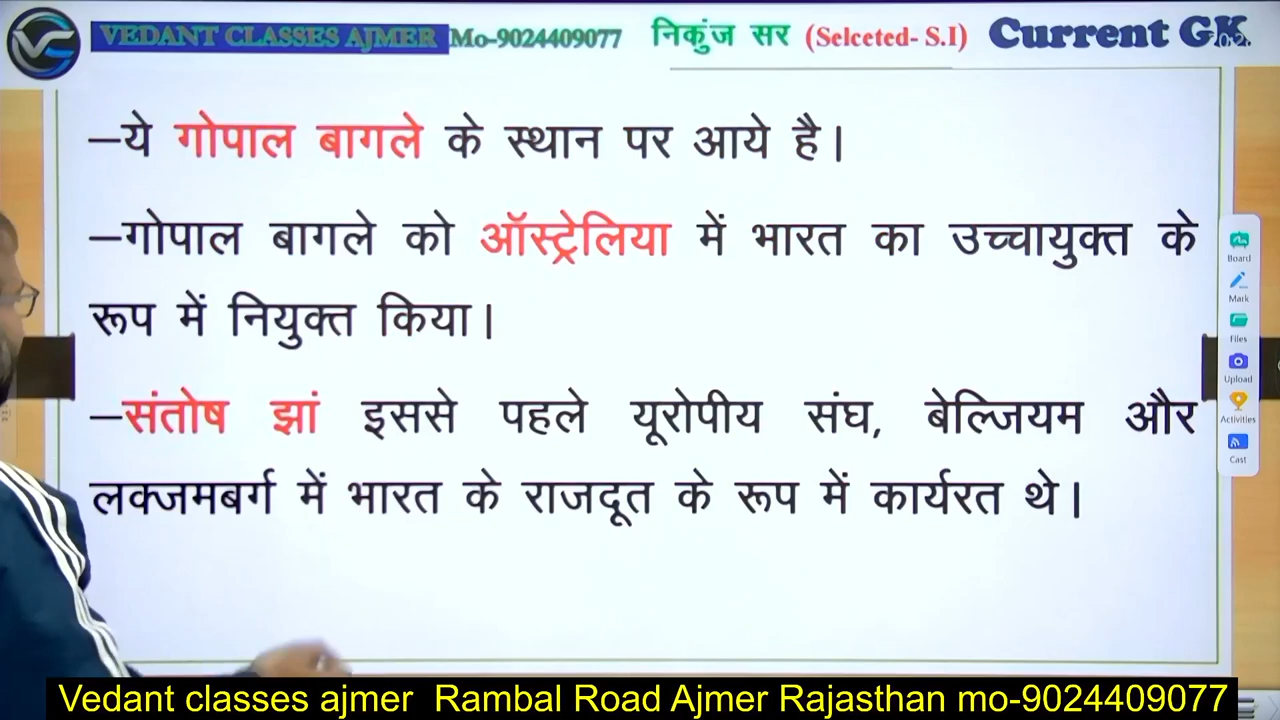 VEDANT CLASSES AJMER Mo-9024409077 निकुंज सर (Selceted- S.I) Current GK
–ये गोपाल बागले के स्थान पर आये है।
–गोपाल बागले को ऑस्ट्रेलिया में भारत का उच्चायुक्त के
रूप में नियुक्त किया।
–संतोष झां इससे पहले यूरोपीय संघ, बेल्जियम और
लक्जमबर्ग में भारत के राजदूत के रूप में कार्यरत थे।
Board
Mark
Files
Upload
Activities
Cast
Vedant classes ajmer Rambal Road Ajmer Rajasthan mo-9024409077